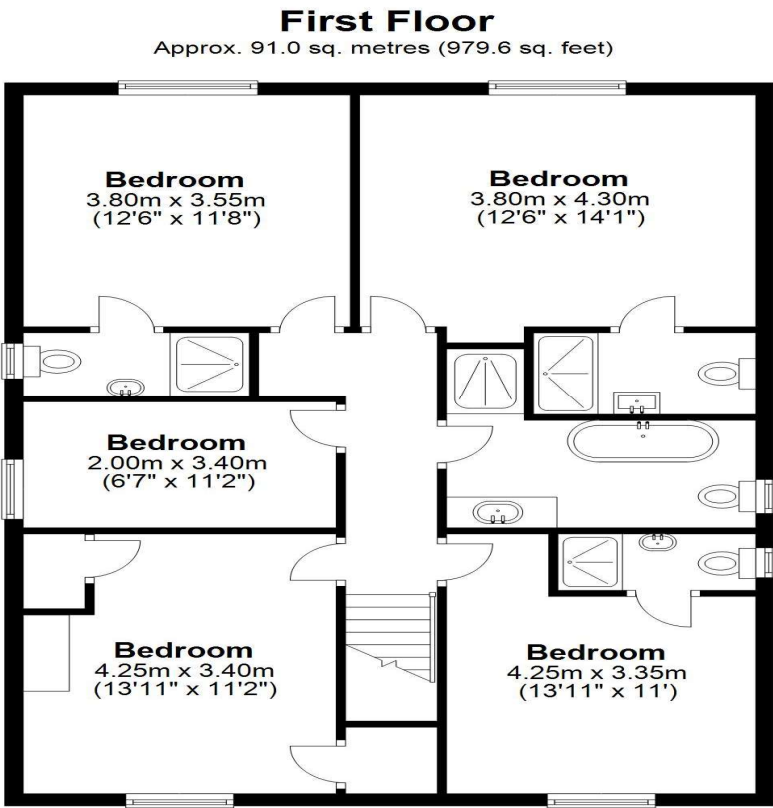 First Floor
Approx. 91.0 sq. metres (979.6 sq. feet)
Bedroom
3.80m x 3.55m
(12'6" x 11'8")
Bedroom
3.80m x 4.30m
(12'6" x 14'1")
Bedroom
2.00m x 3.40m
(6'7" x 11'2")
Bedroom
4.25m x 3.40m
(13'11" x 11'2")
Bedroom
4.25m x 3.35m
(13'11" x 11')